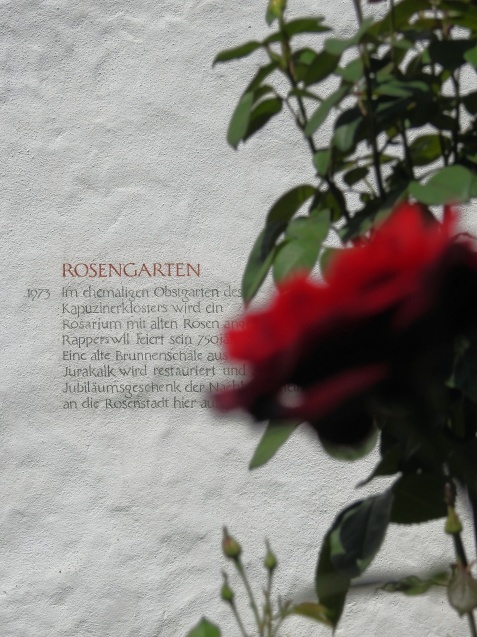 ROSENGARTEN
1973 Im ehemaligen Obstgarten des
Kapuzinerklosters wird ein
Rosarium mit alten Rosen
Rapperswil feiert sein
Eine alte Brunnenschale aus
Jurakalk wird restauriert und
Jubiläumsgeschenk der
an die Rosenstadt hier